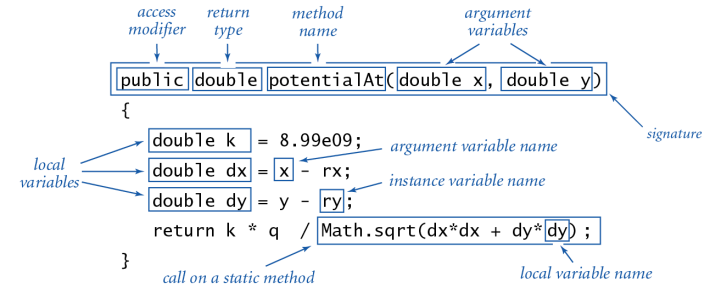 access modifier
return type
method name
argument variables
public double potentialAt(double x, double y)
signature
{
local variables
double k = 8.99e09;
argument variable name
double dx = x - rx;
instance variable name
double dy = y - ry;
return k * q / Math.sqrt(dx*dx + dy*dy);
}
call on a static method
local variable name